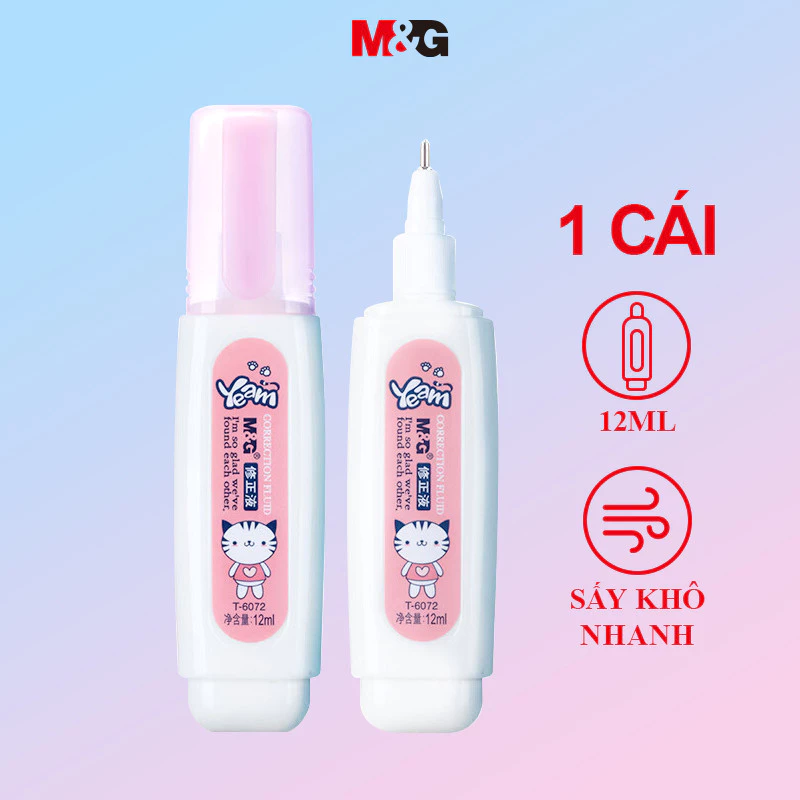 M&G
1 CÁI
12ML
SẤY KHÔ
NHANH
Yeam
CORRECTION FLUID
M&G® 修正液
I'm so glad we've
found each other.
T-6072
净含量:12ml
Yeam
CORRECTION FLUID
M&G® 修正液
I'm so glad we've
found each other.
T-6072
净含量:12ml